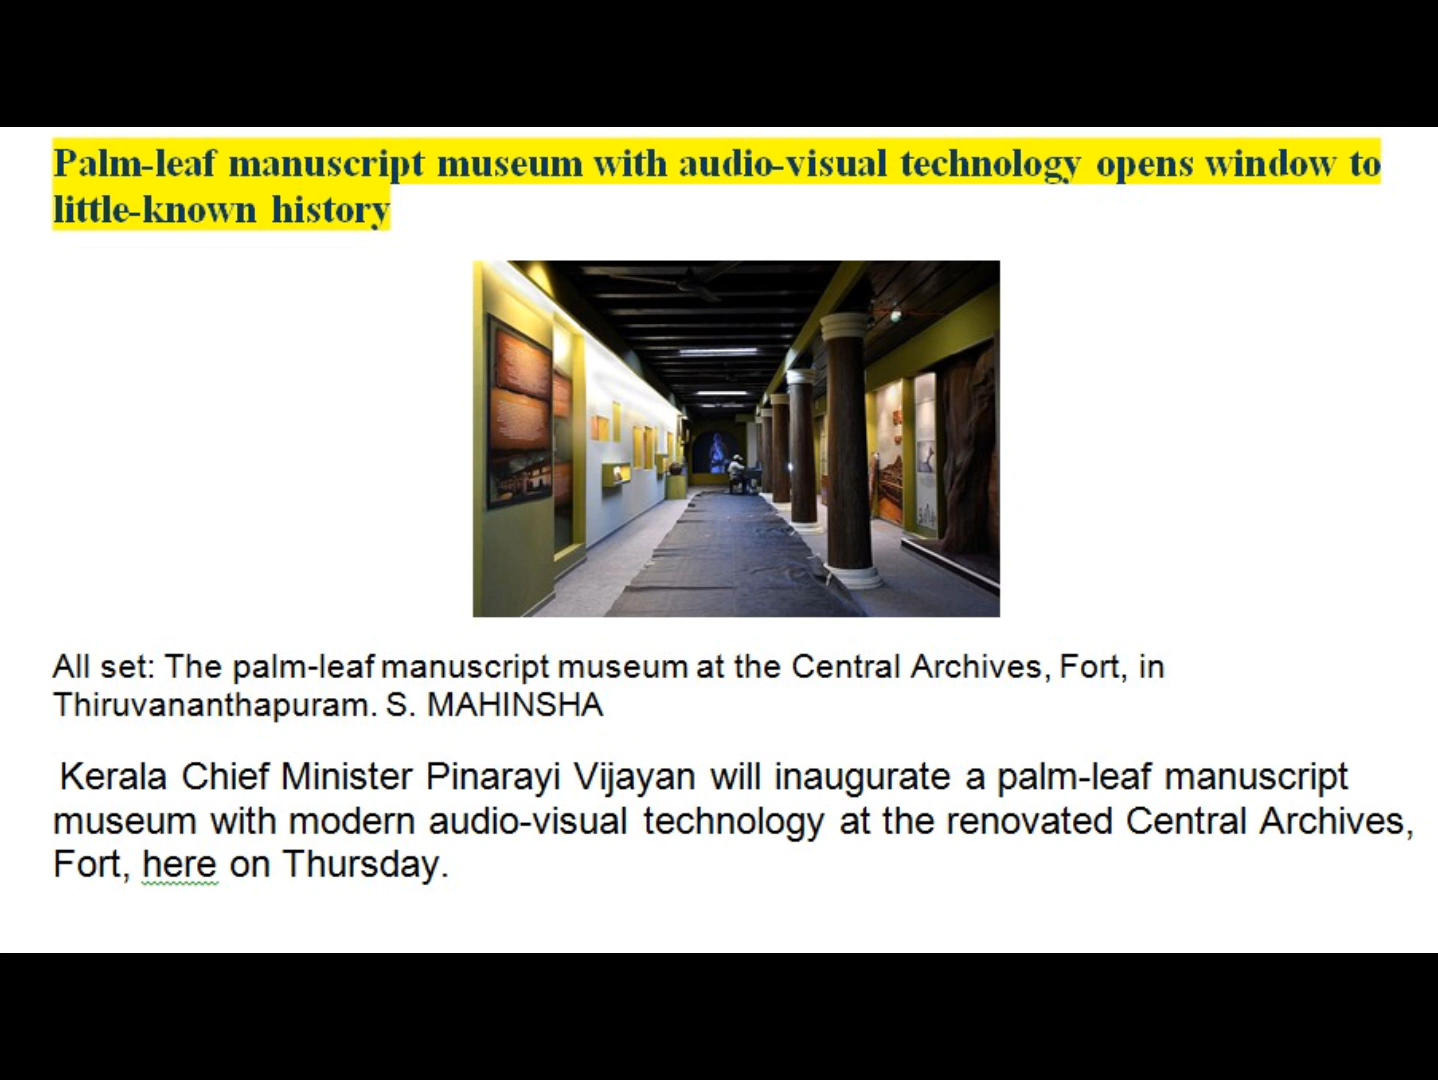 Palm-leaf manuscript museum with audio-visual technology opens window to
little-known history
All set: The palm-leaf manuscript museum at the Central Archives, Fort, in
Thiruvananthapuram. S. MAHINSHA
Kerala Chief Minister Pinarayi Vijayan will inaugurate a palm-leaf manuscript
museum with modern audio-visual technology at the renovated Central Archives,
Fort, here on Thursday.